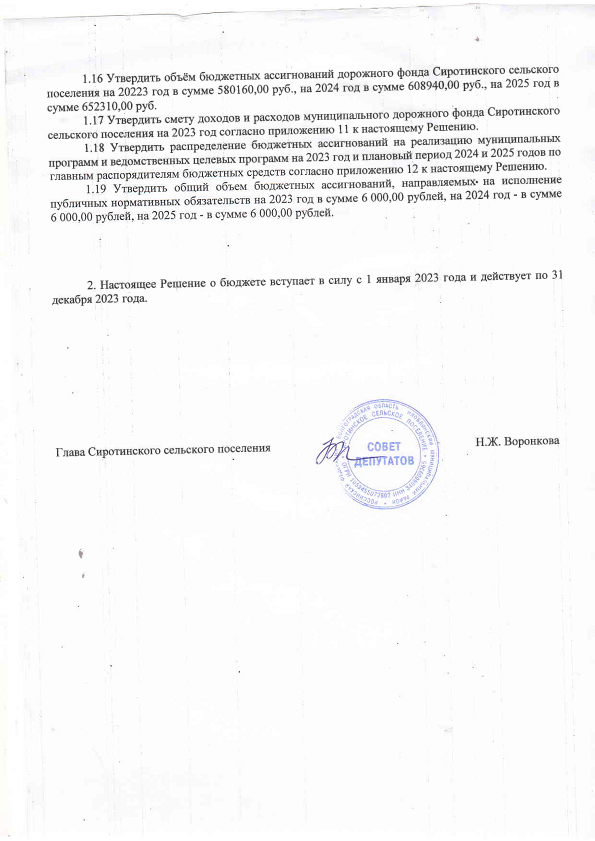 1.16 Утвердить объём бюджетных ассигнований дорожного фонда Сиротинского сельского
поселения на 20223 год в сумме 580160,00 руб., на 2024 год в сумме 608940,00 руб., на 2025 год в
сумме 652310,00 руб.
1.17 Утвердить смету доходов и расходов муниципального дорожного фонда Сиротинского
сельского поселения на 2023 год согласно приложению 11 к настоящему Решению.
1.18 Утвердить распределение бюджетных ассигнований на реализацию муниципальных
программ и ведомственных целевых программ на 2023 год и плановый период 2024 и 2025 годов по
главным распорядителям бюджетных средств согласно приложению 12 к настоящему Решению.
1.19 Утвердить общий объем бюджетных ассигнований, направляемых на исполнение
публичных нормативных обязательств на 2023 год в сумме 6 000,00 рублей, на 2024 год - в сумме
6 000,00 рублей, на 2025 год - в сумме 6 000,00 рублей.
2. Настоящее Решение о бюджете вступает в силу с 1 января 2023 года и действует по 31
декабря 2023 года.
Глава Сиротинского сельского поселения
Н.Ж. Воронкова
СОВЕТ
ДЕПУТАТОВ
ВОЛГОГРАДСКАЯ ОБЛАСТЬ
СЕЛЬСКОЕ ПОСЕЛЕНИЕ